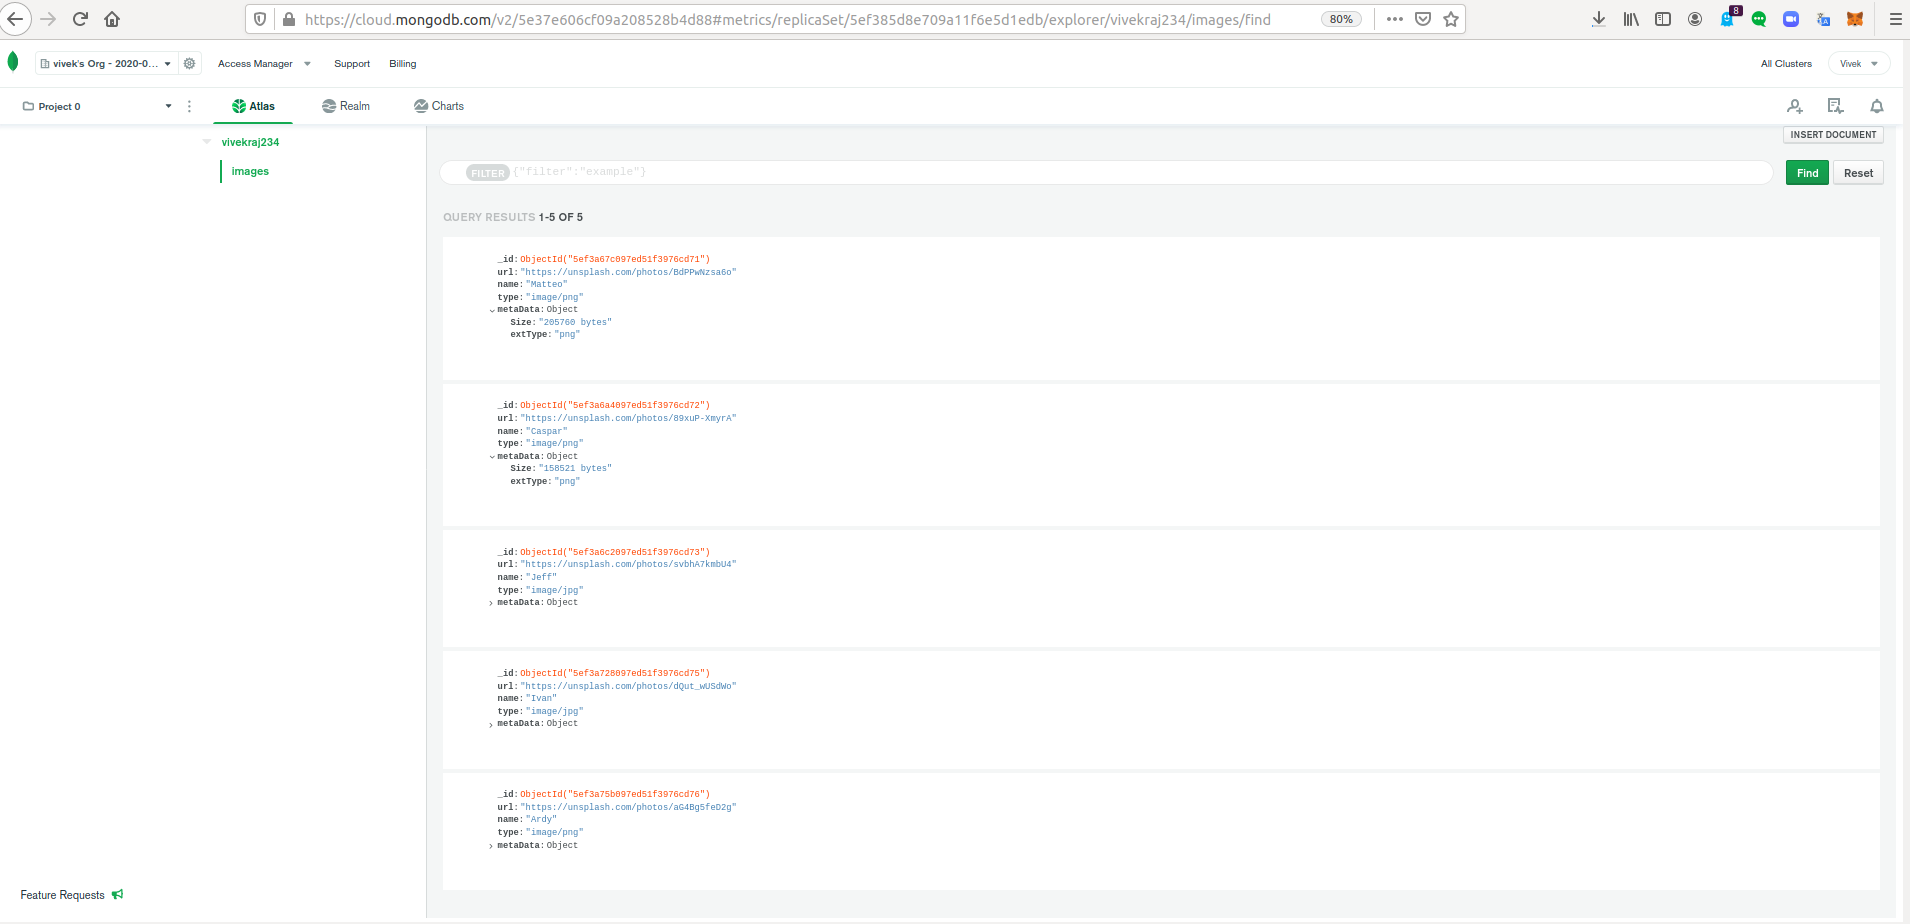 https://cloud.mongodb.com/v2/5e37e606cf09a208528b4d88#metrics/replicaSet/5ef385d8e709a11f6e5d1edb/explorer/vivekraj234/images/find
80%
8
vivek's Org - 2020-0...
Access Manager
Support
Billing
All Clusters
Vivek
Project 0
Atlas
Realm
Charts
vivekraj234
images
INSERT DOCUMENT
FILTER {"filter":"example"}
Find
Reset
QUERY RESULTS 1-5 OF 5
_id: ObjectId("5ef3a67c097ed51f3976cd71")
url: "https://unsplash.com/photos/BdPPwNzsa6o"
name: "Matteo"
type: "image/png"
metaData: Object
Size: "205760 bytes"
extType: "png"
_id: ObjectId("5ef3a6a4097ed51f3976cd72")
url: "https://unsplash.com/photos/89xuP-XmyrA"
name: "Caspar"
type: "image/png"
metaData: Object
Size: "158521 bytes"
extType: "png"
_id: ObjectId("5ef3a6c2097ed51f3976cd73")
url: "https://unsplash.com/photos/svbhA7kmbU4"
name: "Jeff"
type: "image/jpg"
metaData: Object
_id: ObjectId("5ef3a728097ed51f3976cd75")
url: "https://unsplash.com/photos/dQut_wUSdWo"
name: "Ivan"
type: "image/jpg"
metaData: Object
_id: ObjectId("5ef3a75b097ed51f3976cd76")
url: "https://unsplash.com/photos/aG4Bg5feD2g"
name: "Ardy"
type: "image/png"
metaData: Object
Feature Requests